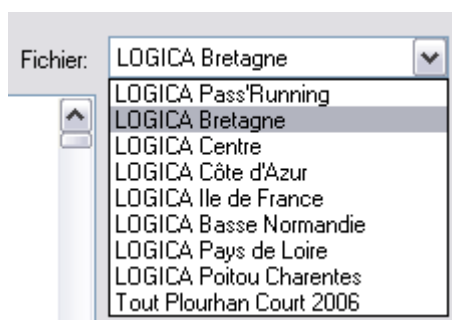 Fichier: LOGICA Bretagne
LOGICA Pass'Running
LOGICA Bretagne
LOGICA Centre
LOGICA Côte d'Azur
LOGICA Ile de France
LOGICA Basse Normandie
LOGICA Pays de Loire
LOGICA Poitou Charentes
Tout Plourhan Court 2006